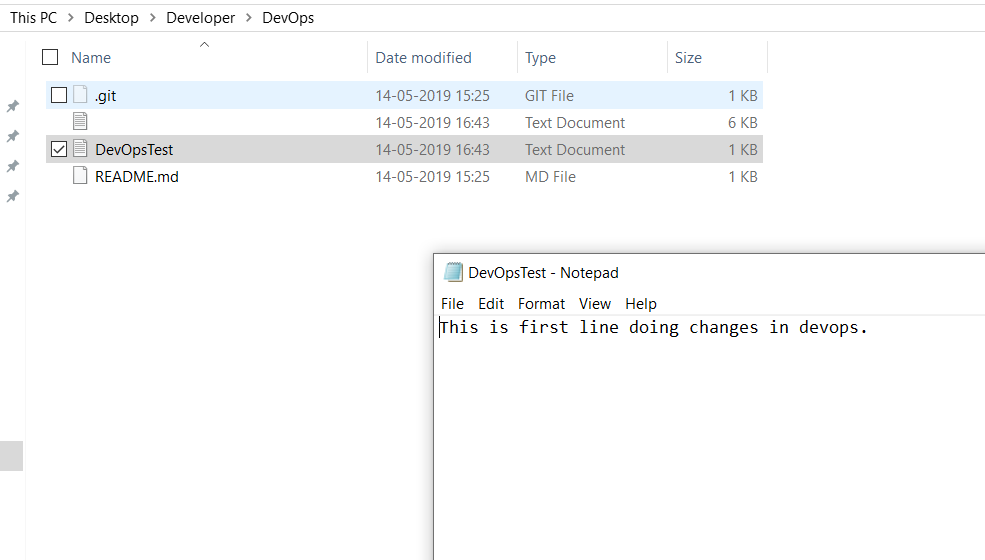 This PC > Desktop > Developer > DevOps
Name Date modified Type Size
.git 14-05-2019 15:25 GIT File 1 KB
14-05-2019 16:43 Text Document 6 KB
DevOpsTest 14-05-2019 16:43 Text Document 1 KB
README.md 14-05-2019 15:25 MD File 1 KB
DevOpsTest - Notepad
File Edit Format View Help
This is first line doing changes in devops.